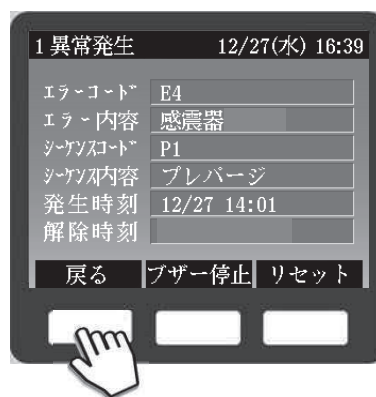 1 異常発生 12/27(水) 16:39
ｴﾗｰｺｰﾄﾞ E4
エラー内容 感震器
ｼｰｹﾝｽｺｰﾄﾞ P1
ｼｰｹﾝｽ内容 プレパージ
発生時刻 12/27 14:01
解除時刻
戻る ブザー停止 リセット